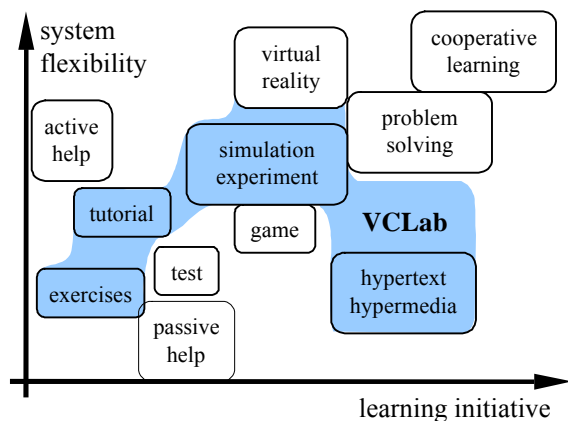 system
flexibility
virtual
reality
cooperative
learning
active
help
problem
solving
simulation
experiment
tutorial
VCLab
game
test
exercises
hypertext
hypermedia
passive
help
learning initiative